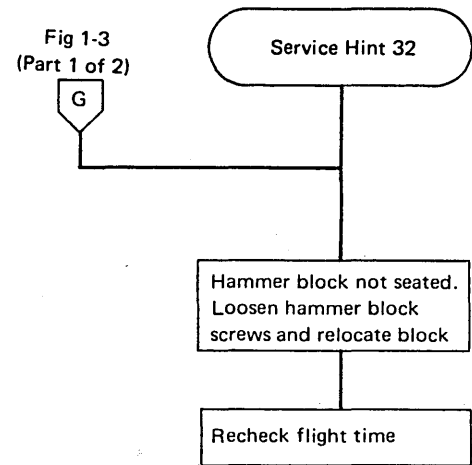 Fig 1-3
(Part 1 of 2)
G
Service Hint 32
Hammer block not seated.
Loosen hammer block
screws and relocate block
Recheck flight time